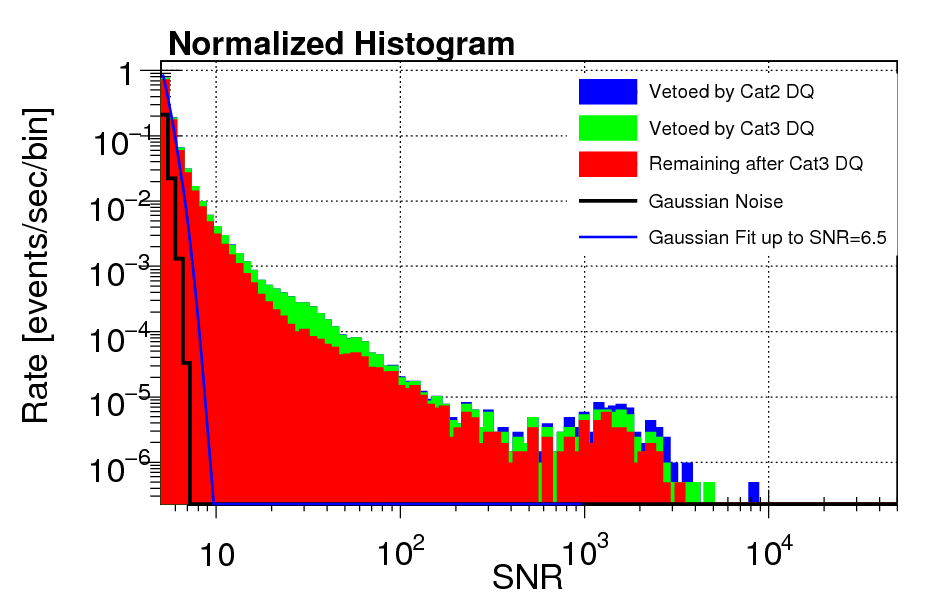 Normalized Histogram
Rate [events/sec/bin]
1
10⁻¹
10⁻²
10⁻³
10⁻⁴
10⁻⁵
10⁻⁶
Vetoed by Cat2 DQ
Vetoed by Cat3 DQ
Remaining after Cat3 DQ
Gaussian Noise
Gaussian Fit up to SNR=6.5
10 10² 10³ 10⁴
SNR